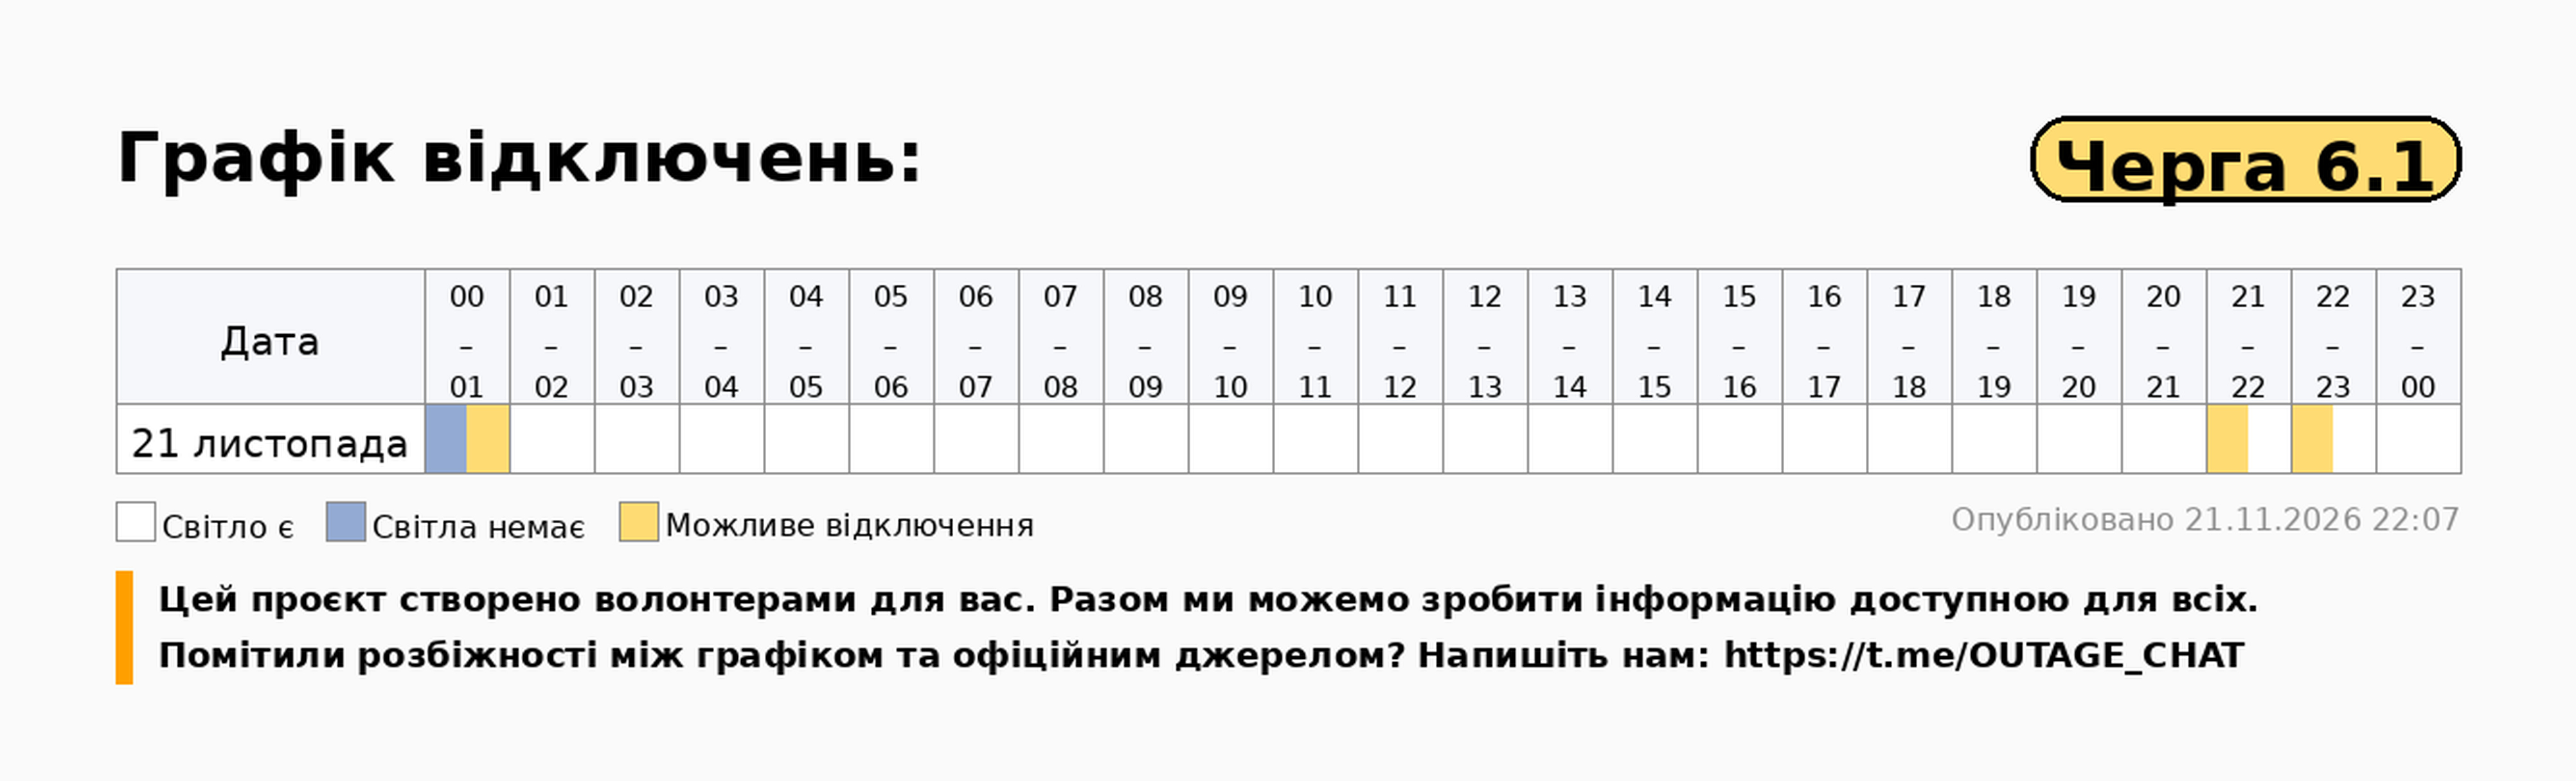 Графік відключень:
Черга 6.1
Дата
00 – 01
01 – 02
02 – 03
03 – 04
04 – 05
05 – 06
06 – 07
07 – 08
08 – 09
09 – 10
10 – 11
11 – 12
12 – 13
13 – 14
14 – 15
15 – 16
16 – 17
17 – 18
18 – 19
19 – 20
20 – 21
21 – 22
22 – 23
23 – 00
21 листопада
Світло є
Світла немає
Можливе відключення
Опубліковано 21.11.2026 22:07
Цей проєкт створено волонтерами для вас. Разом ми можемо зробити інформацію доступною для всіх.
Помітили розбіжності між графіком та офіційним джерелом? Напишіть нам: https://t.me/OUTAGE_CHAT